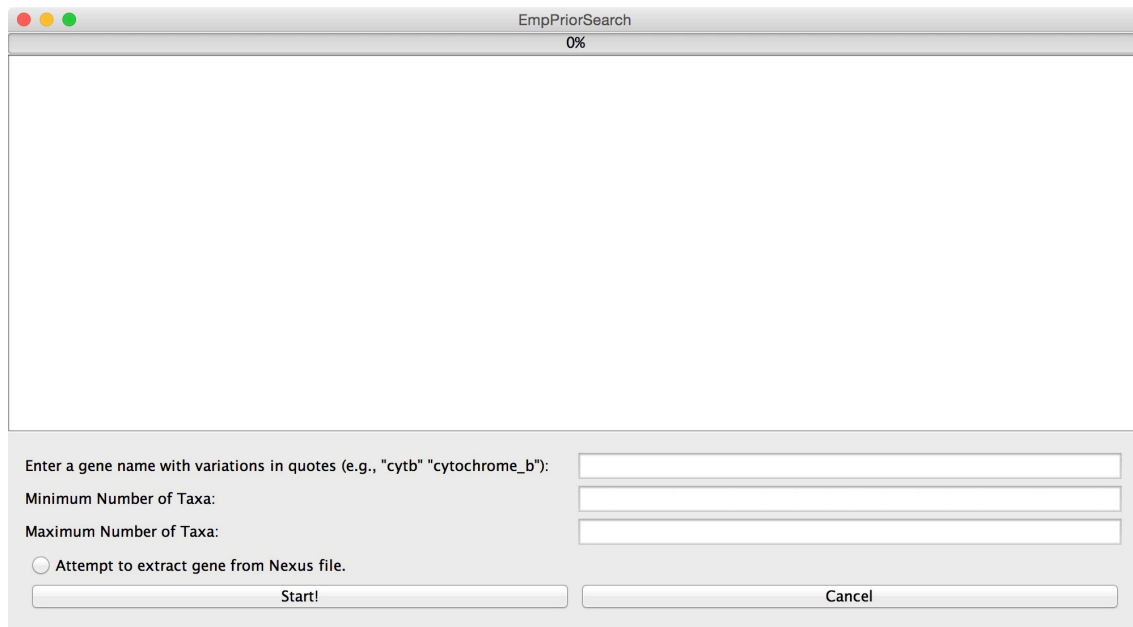 EmpPriorSearch
0%
Enter a gene name with variations in quotes (e.g., "cytb" "cytochrome_b"):
Minimum Number of Taxa:
Maximum Number of Taxa:
Attempt to extract gene from Nexus file.
Start! Cancel